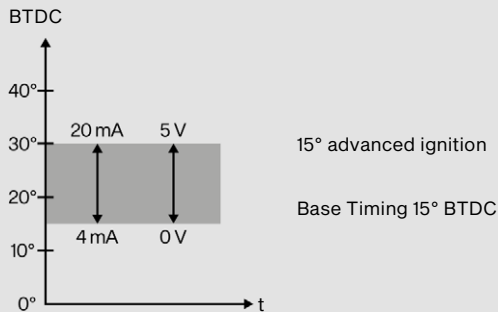 BTDC
40°
20 mA 5 V
30°
15° advanced ignition
20°
Base Timing 15° BTDC
4 mA 0 V
10°
0°
t